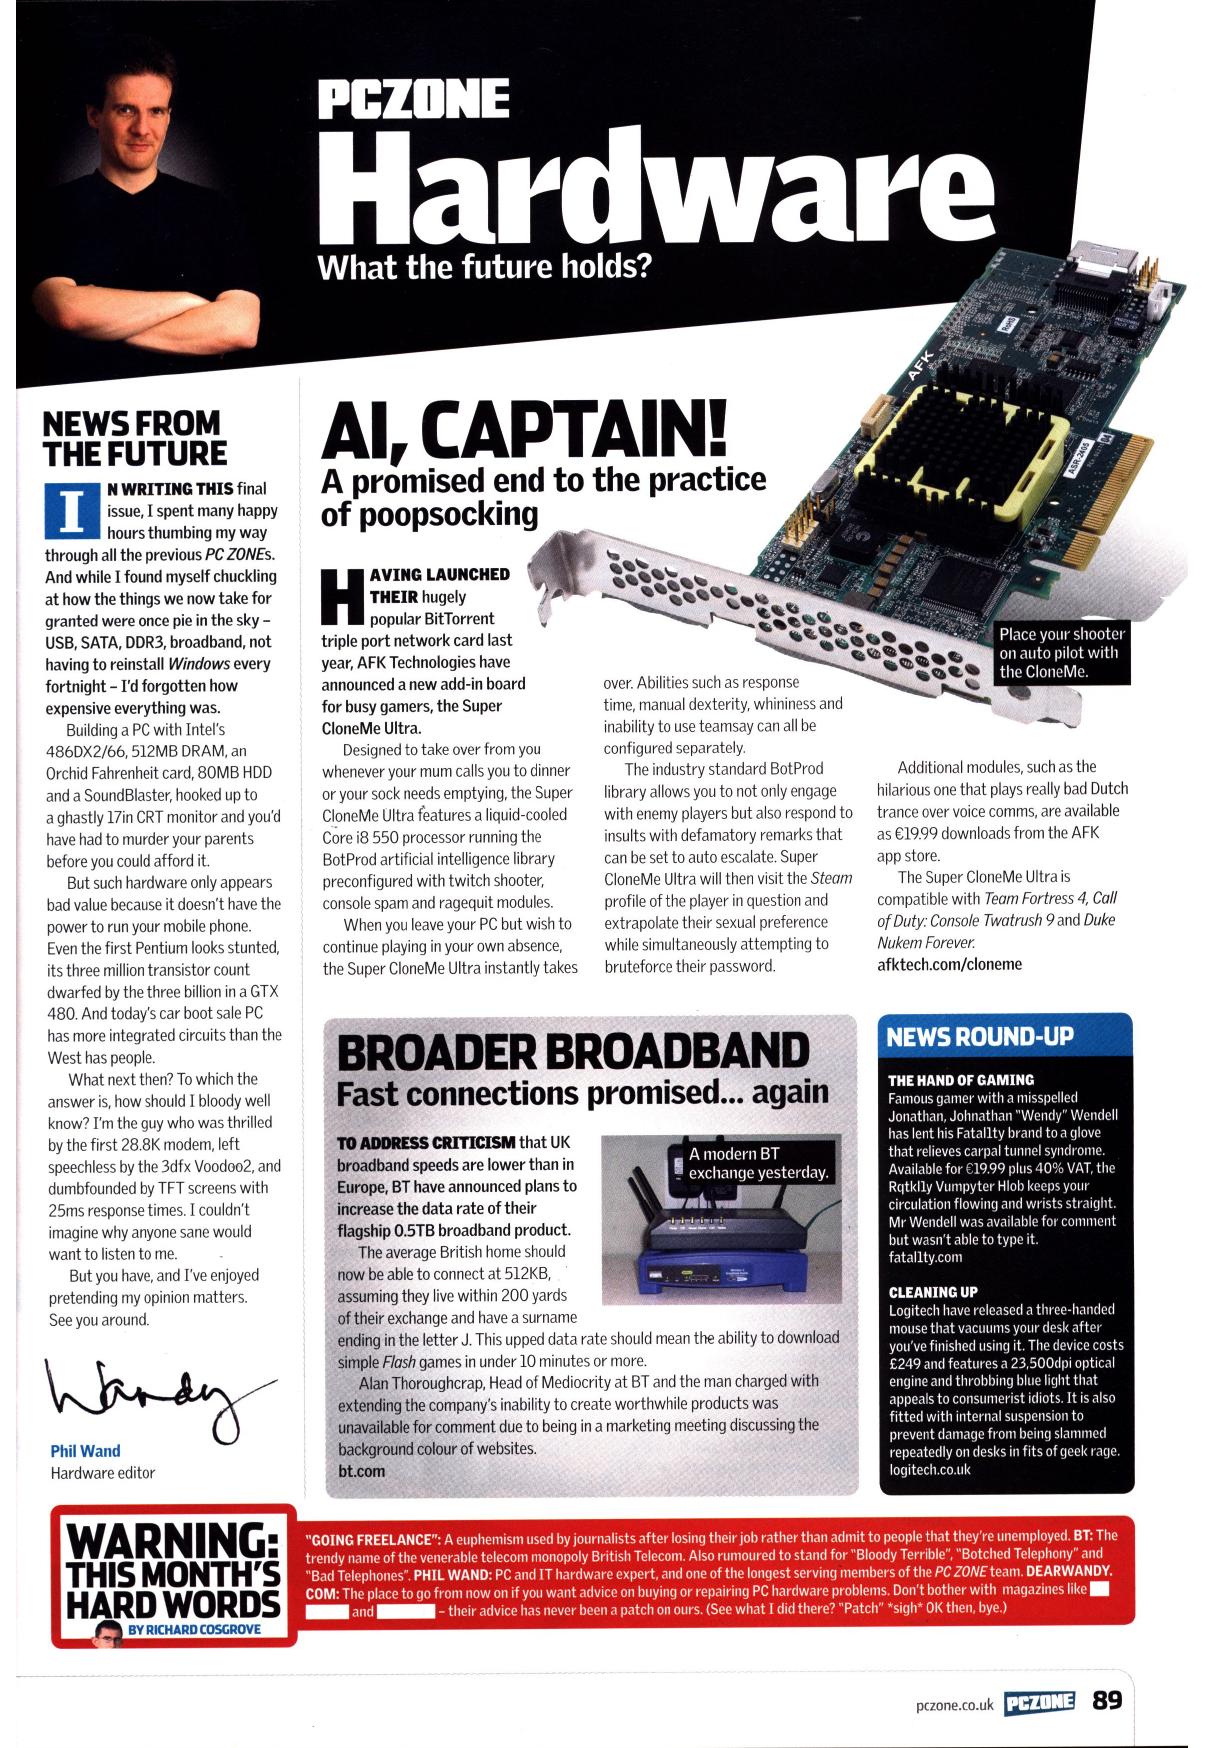 PCZONE
Hardware
What the future holds?
AFK
RoHS
ASR-2405
NEWS FROM
THE FUTURE
IN WRITING THIS final
issue, I spent many happy
hours thumbing my way
through all the previous PC ZONEs.
And while I found myself chuckling
at how the things we now take for
granted were once pie in the sky –
USB, SATA, DDR3, broadband, not
having to reinstall Windows every
fortnight – I'd forgotten how
expensive everything was.
Building a PC with Intel's
486DX2/66, 512MB DRAM, an
Orchid Fahrenheit card, 80MB HDD
and a SoundBlaster, hooked up to
a ghastly 17in CRT monitor and you'd
have had to murder your parents
before you could afford it.
But such hardware only appears
bad value because it doesn't have the
power to run your mobile phone.
Even the first Pentium looks stunted,
its three million transistor count
dwarfed by the three billion in a GTX
480. And today's car boot sale PC
has more integrated circuits than the
West has people.
What next then? To which the
answer is, how should I bloody well
know? I'm the guy who was thrilled
by the first 28.8K modem, left
speechless by the 3dfx Voodoo2, and
dumbfounded by TFT screens with
25ms response times. I couldn't
imagine why anyone sane would
want to listen to me.
But you have, and I've enjoyed
pretending my opinion matters.
See you around.
Wandy
Phil Wand
Hardware editor
AI, CAPTAIN!
A promised end to the practice
of poopsocking
HAVING LAUNCHED
THEIR hugely
popular BitTorrent
triple port network card last
year, AFK Technologies have
announced a new add-in board
for busy gamers, the Super
CloneMe Ultra.
Designed to take over from you
whenever your mum calls you to dinner
or your sock needs emptying, the Super
CloneMe Ultra features a liquid-cooled
Core i8 550 processor running the
BotProd artificial intelligence library
preconfigured with twitch shooter,
console spam and ragequit modules.
When you leave your PC but wish to
continue playing in your own absence,
the Super CloneMe Ultra instantly takes
over. Abilities such as response
time, manual dexterity, whininess and
inability to use teamsay can all be
configured separately.
The industry standard BotProd
library allows you to not only engage
with enemy players but also respond to
insults with defamatory remarks that
can be set to auto escalate. Super
CloneMe Ultra will then visit the Steam
profile of the player in question and
extrapolate their sexual preference
while simultaneously attempting to
bruteforce their password.
Place your shooter
on auto pilot with
the CloneMe.
Additional modules, such as the
hilarious one that plays really bad Dutch
trance over voice comms, are available
as €19.99 downloads from the AFK
app store.
The Super CloneMe Ultra is
compatible with Team Fortress 4, Call
of Duty: Console Twatrush 9 and Duke
Nukem Forever.
afktech.com/cloneme
BROADER BROADBAND
Fast connections promised... again
TO ADDRESS CRITICISM that UK
broadband speeds are lower than in
Europe, BT have announced plans to
increase the data rate of their
flagship 0.5TB broadband product.
The average British home should
now be able to connect at 512KB,
assuming they live within 200 yards
of their exchange and have a surname
ending in the letter J. This upped data rate should mean the ability to download
simple Flash games in under 10 minutes or more.
Alan Thoroughcrap, Head of Mediocrity at BT and the man charged with
extending the company's inability to create worthwhile products was
unavailable for comment due to being in a marketing meeting discussing the
background colour of websites.
bt.com
A modern BT
exchange yesterday.
NEWS ROUND-UP
THE HAND OF GAMING
Famous gamer with a misspelled
Jonathan, Johnathan "Wendy" Wendell
has lent his Fatal1ty brand to a glove
that relieves carpal tunnel syndrome.
Available for €19.99 plus 40% VAT, the
Rqtk1ly Vumpyter Hlob keeps your
circulation flowing and wrists straight.
Mr Wendell was available for comment
but wasn't able to type it.
fatal1ty.com
CLEANING UP
Logitech have released a three-handed
mouse that vacuums your desk after
you've finished using it. The device costs
£249 and features a 23,500dpi optical
engine and throbbing blue light that
appeals to consumerist idiots. It is also
fitted with internal suspension to
prevent damage from being slammed
repeatedly on desks in fits of geek rage.
logitech.co.uk
WARNING:
THIS MONTH'S
HARD WORDS
BY RICHARD COSGROVE
"GOING FREELANCE": A euphemism used by journalists after losing their job rather than admit to people that they're unemployed. BT: The
trendy name of the venerable telecom monopoly British Telecom. Also rumoured to stand for "Bloody Terrible", "Botched Telephony" and
"Bad Telephones". PHIL WAND: PC and IT hardware expert, and one of the longest serving members of the PC ZONE team. DEARWANDY.
COM: The place to go from now on if you want advice on buying or repairing PC hardware problems. Don't bother with magazines like
and – their advice has never been a patch on ours. (See what I did there? "Patch" *sigh* OK then, bye.)
pczone.co.uk PCZONE 89